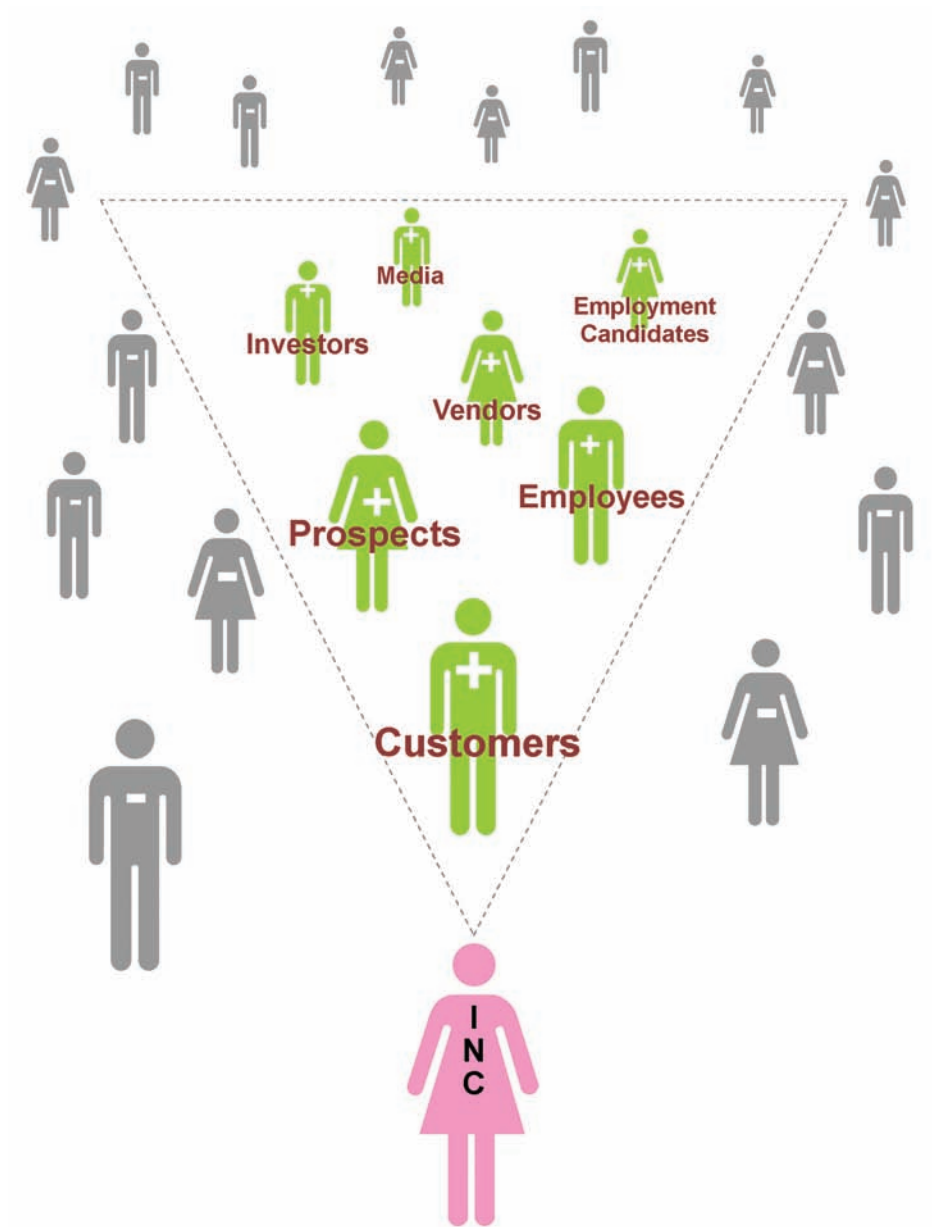 Media
Employment
Candidates
Investors
Vendors
Employees
Prospects
Customers
I
N
C